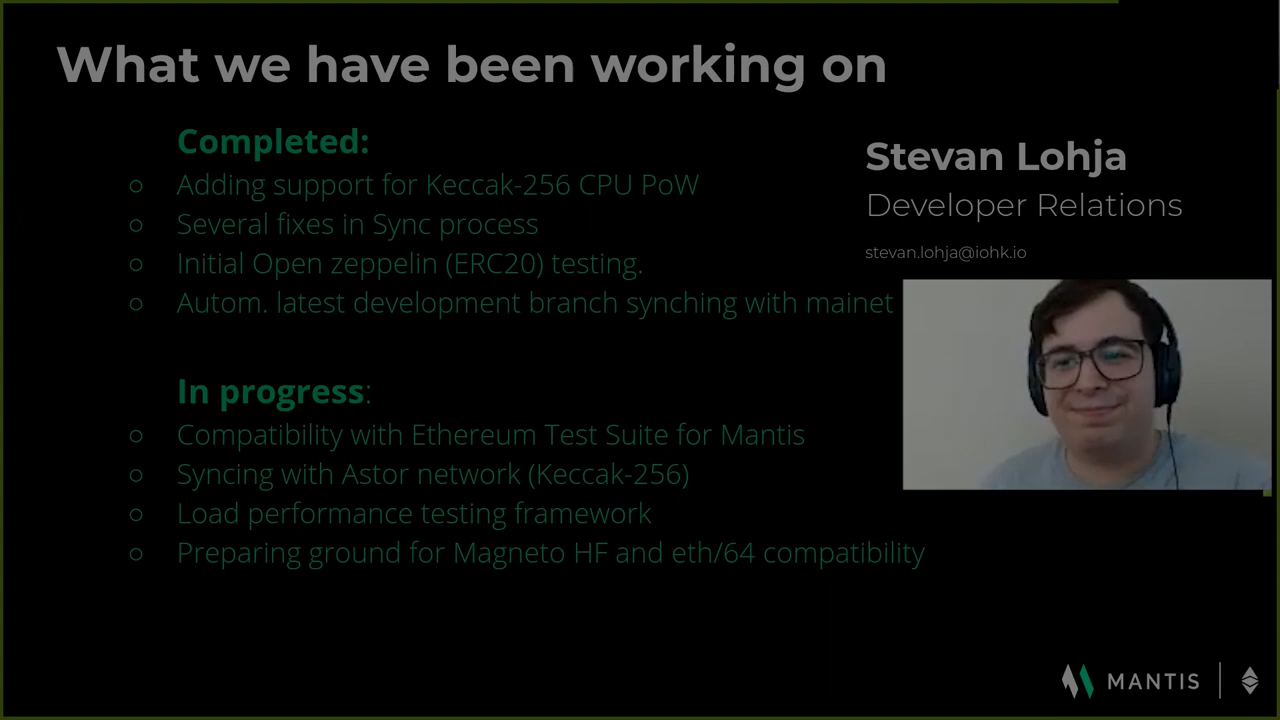 What we have been working on
Completed:
Adding support for Keccak-256 CPU PoW
Several fixes in Sync process
Initial Open zeppelin (ERC20) testing.
Autom. latest development branch synching with mainet
In progress:
Compatibility with Ethereum Test Suite for Mantis
Syncing with Astor network (Keccak-256)
Load performance testing framework
Preparing ground for Magneto HF and eth/64 compatibility
Stevan Lohja
Developer Relations
stevan.lohja@iohk.io
MANTIS